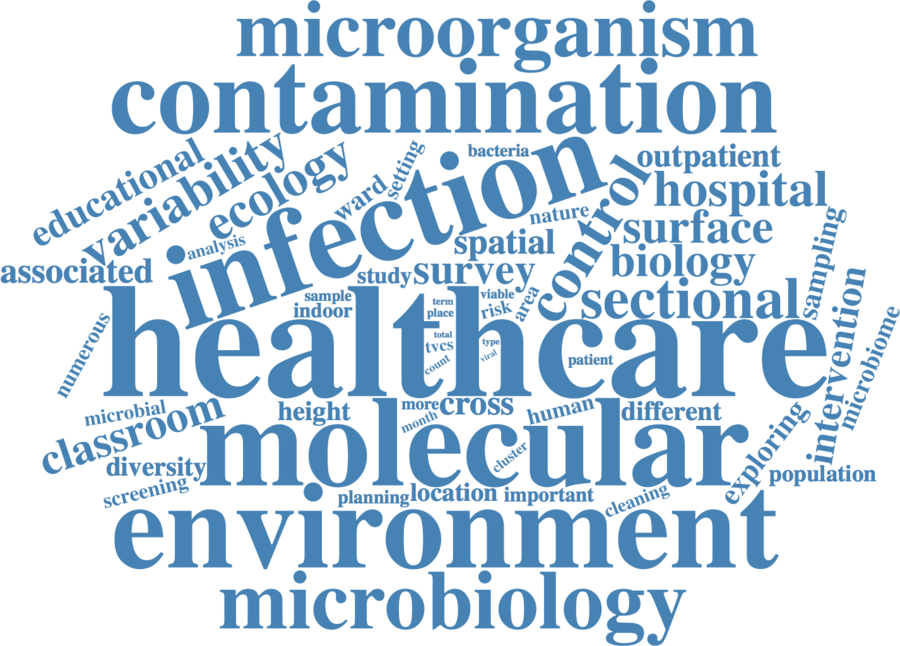 microorganism
contamination
educational
variability
ecology
ward
setting
bacteria
infection
analysis
nature
control
outpatient
hospital
surface
spatial
biology
associated
study
survey
sectional
sampling
sample
indoor
term
place
viable
risk
area
healthcare
total
tvcs
count
type
viral
patient
numerous
intervention
microbiome
microbial
classroom
height
more
cross
month
human
different
molecular
cluster
exploring
diversity
screening
population
planning
location
important
cleaning
environment
microbiology